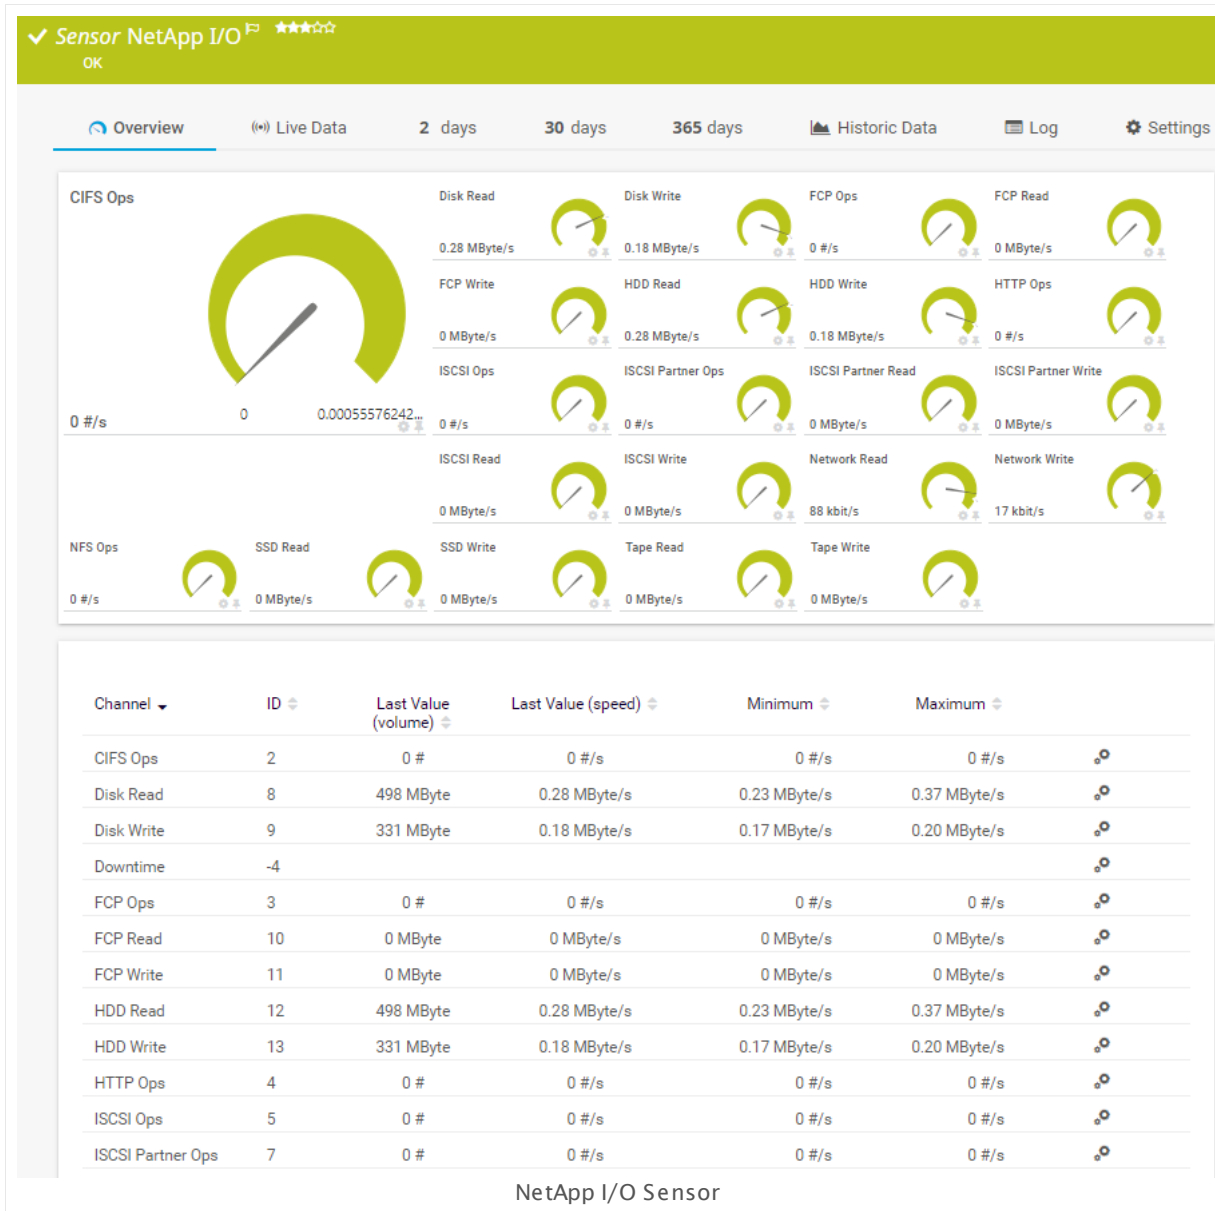 Sensor NetApp I/O
OK
Overview Live Data 2 days 30 days 365 days Historic Data Log Settings
CIFS Ops
0 #/s
0 0.00055576242...
Disk Read Disk Write FCP Ops FCP Read
0.28 MByte/s 0.18 MByte/s 0 #/s 0 MByte/s
FCP Write HDD Read HDD Write HTTP Ops
0 MByte/s 0.28 MByte/s 0.18 MByte/s 0 #/s
ISCSI Ops ISCSI Partner Ops ISCSI Partner Read ISCSI Partner Write
0 #/s 0 #/s 0 MByte/s 0 MByte/s
ISCSI Read ISCSI Write Network Read Network Write
0 MByte/s 0 MByte/s 88 kbit/s 17 kbit/s
NFS Ops SSD Read SSD Write Tape Read Tape Write
0 #/s 0 MByte/s 0 MByte/s 0 MByte/s 0 MByte/s
Channel ID Last Value (volume) Last Value (speed) Minimum Maximum
CIFS Ops 2 0 # 0 #/s 0 #/s 0 #/s
Disk Read 8 498 MByte 0.28 MByte/s 0.23 MByte/s 0.37 MByte/s
Disk Write 9 331 MByte 0.18 MByte/s 0.17 MByte/s 0.20 MByte/s
Downtime -4
FCP Ops 3 0 # 0 #/s 0 #/s 0 #/s
FCP Read 10 0 MByte 0 MByte/s 0 MByte/s 0 MByte/s
FCP Write 11 0 MByte 0 MByte/s 0 MByte/s 0 MByte/s
HDD Read 12 498 MByte 0.28 MByte/s 0.23 MByte/s 0.37 MByte/s
HDD Write 13 331 MByte 0.18 MByte/s 0.17 MByte/s 0.20 MByte/s
HTTP Ops 4 0 # 0 #/s 0 #/s 0 #/s
ISCSI Ops 5 0 # 0 #/s 0 #/s 0 #/s
ISCSI Partner Ops 7 0 # 0 #/s 0 #/s 0 #/s
NetApp I/O Sensor